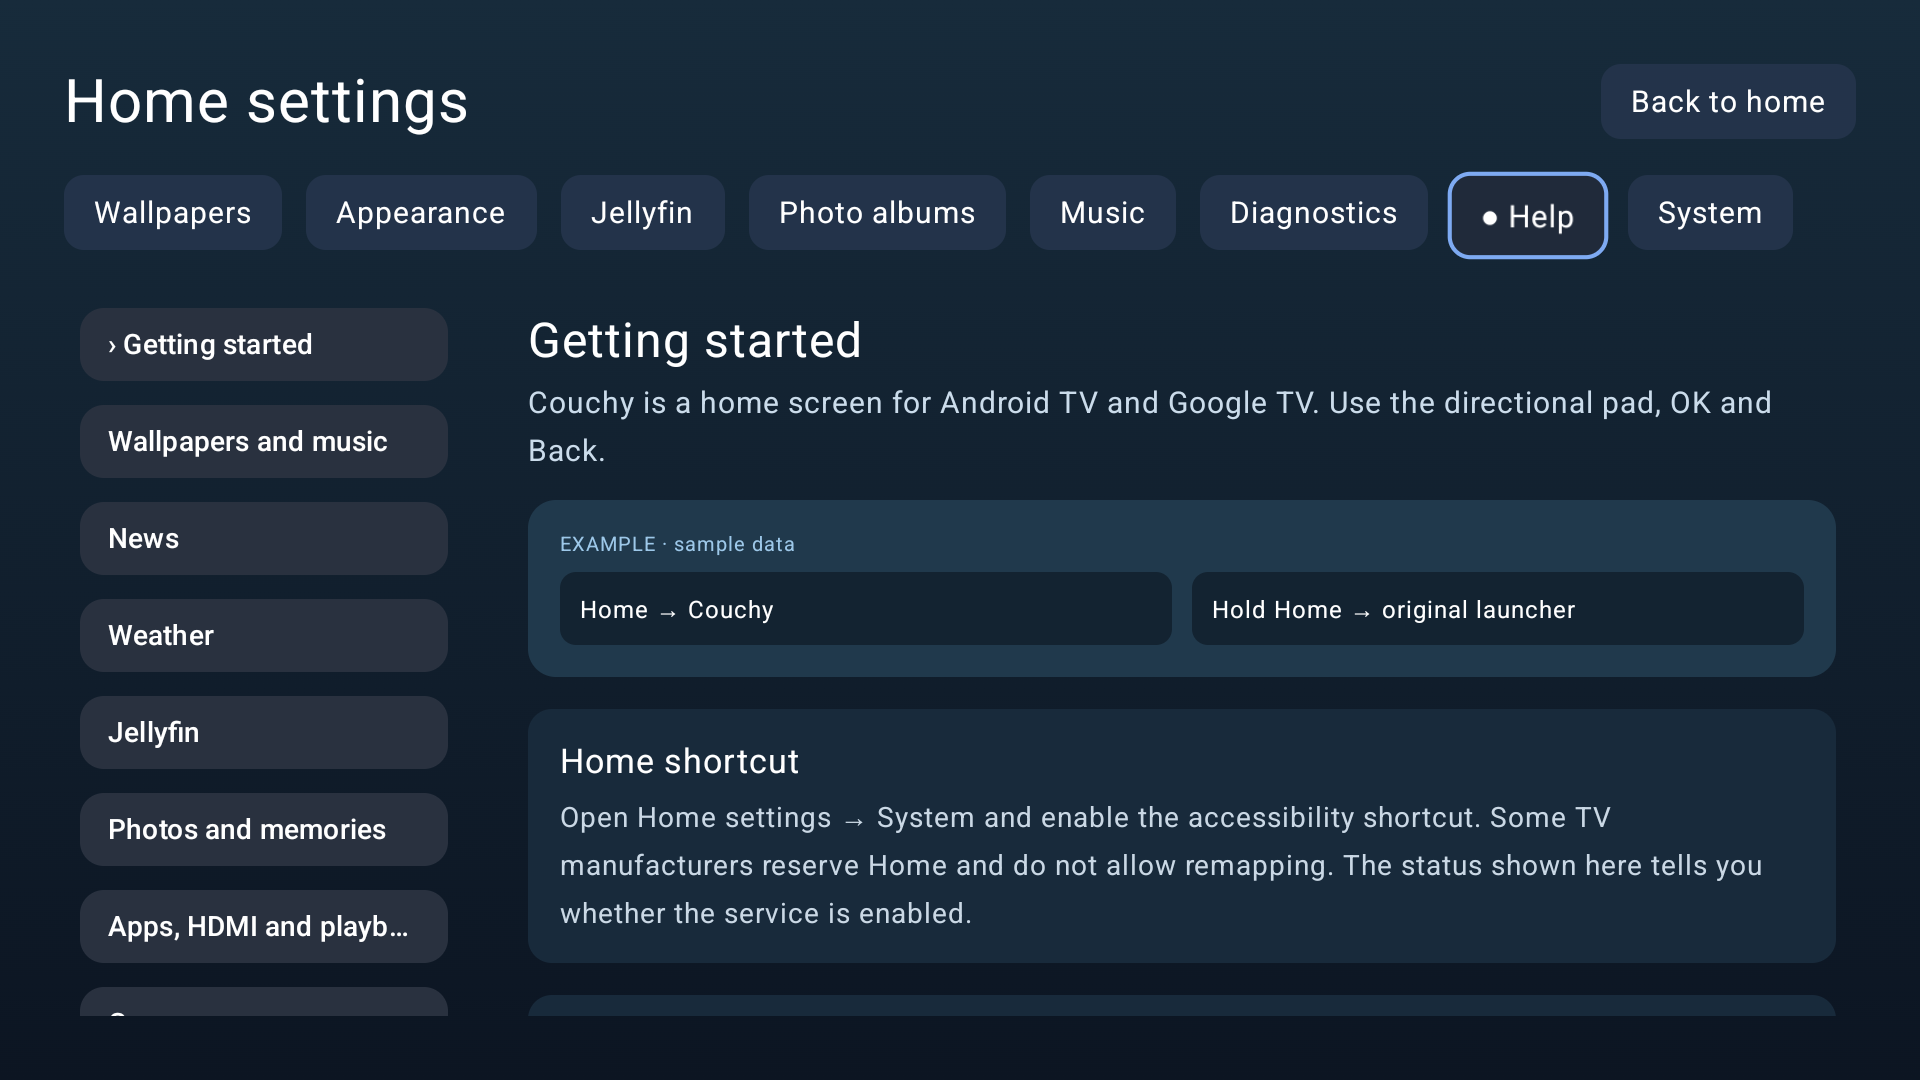 Home settings
Back to home
Wallpapers
Appearance
Jellyfin
Photo albums
Music
Diagnostics
● Help
System
› Getting started
Wallpapers and music
News
Weather
Jellyfin
Photos and memories
Apps, HDMI and playb…
Getting started
Couchy is a home screen for Android TV and Google TV. Use the directional pad, OK and
Back.
EXAMPLE · sample data
Home → Couchy
Hold Home → original launcher
Home shortcut
Open Home settings → System and enable the accessibility shortcut. Some TV
manufacturers reserve Home and do not allow remapping. The status shown here tells you
whether the service is enabled.